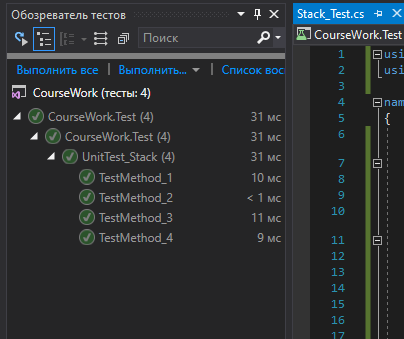 Обозреватель тестов
Поиск
Выполнить все | Выполнить... | Список вос
CourseWork (тесты: 4)
CourseWork.Test (4) 31 мс
CourseWork.Test (4) 31 мс
UnitTest_Stack (4) 31 мс
TestMethod_1 10 мс
TestMethod_2 < 1 мс
TestMethod_3 11 мс
TestMethod_4 9 мс
Stack_Test.cs
CourseWork.Test
1 usi
2 usi
3
4 nam
5 {
6
7
8
9
10
11
12
13
14
15
16
17